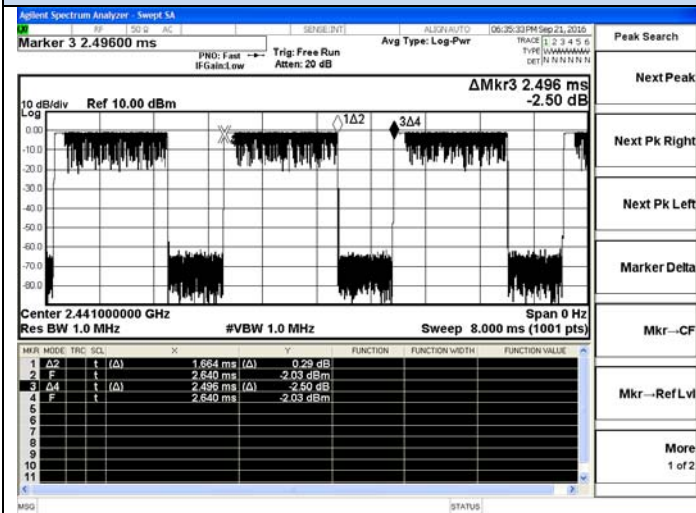 Agilent Spectrum Analyzer - Swept SA
RF 50 Ω AC SENSE:INT ALIGN AUTO 06:35:33 PM Sep 21, 2016
Marker 3 2.49600 ms
PNO: Fast
IFGain:Low
Trig: Free Run
Atten: 20 dB
Avg Type: Log-Pwr
TRACE 1 2 3 4 5 6
TYPE
DET N N N N N N
Peak Search
Next Peak
Next Pk Right
Next Pk Left
Marker Delta
Mkr→CF
Mkr→Ref Lvl
More
1 of 2
ΔMkr3 2.496 ms
-2.50 dB
10 dB/div Ref 10.00 dBm
Log
0.00
-10.0
-20.0
-30.0
-40.0
-50.0
-60.0
-70.0
-80.0
1Δ2
3Δ4
Center 2.441000000 GHz Span 0 Hz
Res BW 1.0 MHz #VBW 1.0 MHz Sweep 8.000 ms (1001 pts)
MKR MODE TRC SCL X Y FUNCTION FUNCTION WIDTH FUNCTION VALUE
1 Δ2 t (Δ) 1.664 ms (Δ) 0.29 dB
2 F t 2.640 ms -2.03 dBm
3 Δ4 t (Δ) 2.496 ms (Δ) -2.50 dB
4 F t 2.640 ms -2.03 dBm
5
6
7
8
9
10
11
MSG STATUS